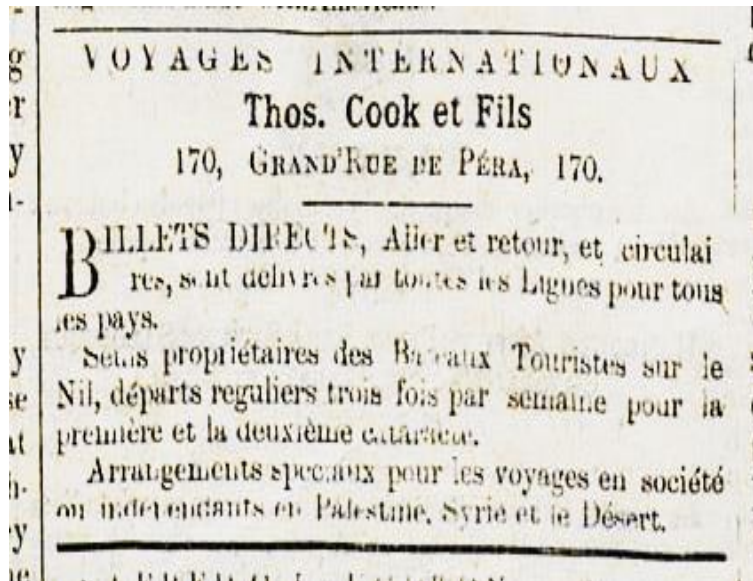 VOYAGES INTERNATIONAUX
Thos. Cook et Fils
170, GRAND'RUE DE PÉRA, 170.
BILLETS DIRECTS, Aller et retour, et circulai
res, sont délivrés par toutes les Lignes pour tous
les pays.
Seuls propriétaires des Bateaux Touristes sur le
Nil, départs reguliers trois fois par semaine pour la
première et la deuxième cataracte.
Arrangements speciaux pour les voyages en société
ou indépendants en Palestine, Syrie et le Désert.